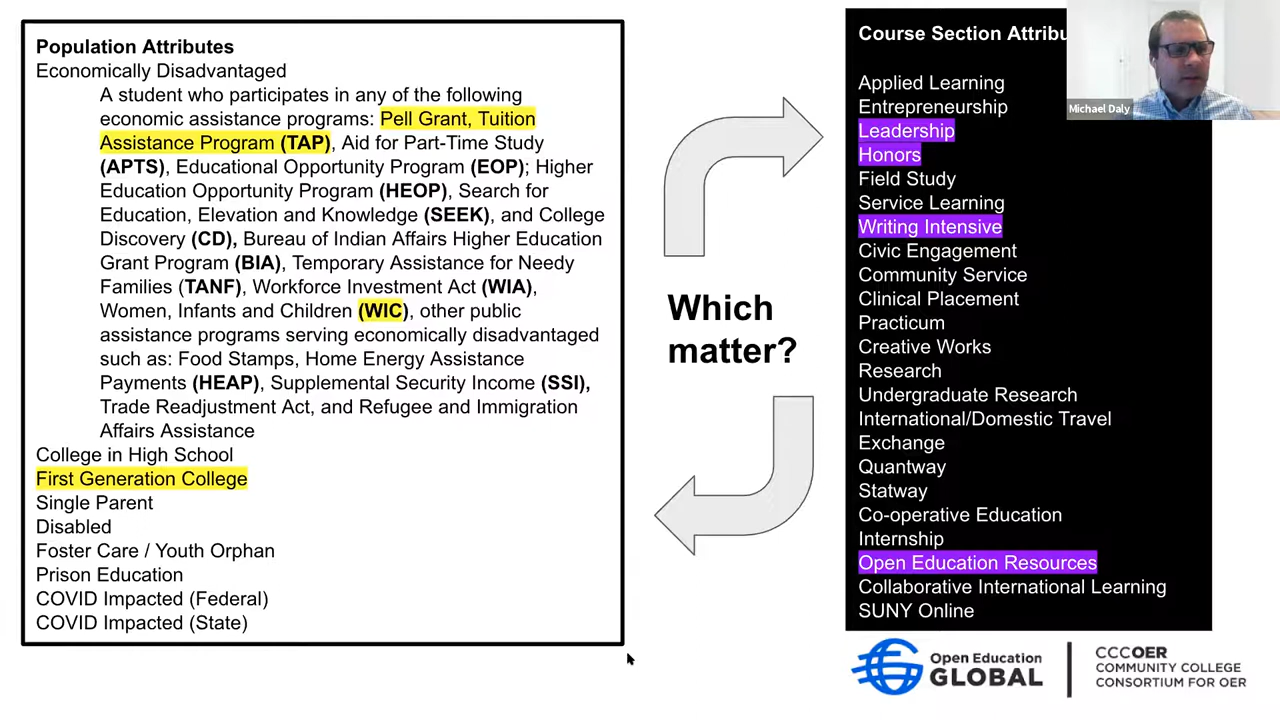 Population Attributes
Economically Disadvantaged
A student who participates in any of the following
economic assistance programs: Pell Grant, Tuition
Assistance Program (TAP), Aid for Part-Time Study
(APTS), Educational Opportunity Program (EOP); Higher
Education Opportunity Program (HEOP), Search for
Education, Elevation and Knowledge (SEEK), and College
Discovery (CD), Bureau of Indian Affairs Higher Education
Grant Program (BIA), Temporary Assistance for Needy
Families (TANF), Workforce Investment Act (WIA),
Women, Infants and Children (WIC), other public
assistance programs serving economically disadvantaged
such as: Food Stamps, Home Energy Assistance
Payments (HEAP), Supplemental Security Income (SSI),
Trade Readjustment Act, and Refugee and Immigration
Affairs Assistance
College in High School
First Generation College
Single Parent
Disabled
Foster Care / Youth Orphan
Prison Education
COVID Impacted (Federal)
COVID Impacted (State)
Which
matter?
Course Section Attribu
Applied Learning
Entrepreneurship
Leadership
Honors
Field Study
Service Learning
Writing Intensive
Civic Engagement
Community Service
Clinical Placement
Practicum
Creative Works
Research
Undergraduate Research
International/Domestic Travel
Exchange
Quantway
Statway
Co-operative Education
Internship
Open Education Resources
Collaborative International Learning
SUNY Online
Michael Daly
Open Education
GLOBAL
CCCOER
COMMUNITY COLLEGE
CONSORTIUM FOR OER